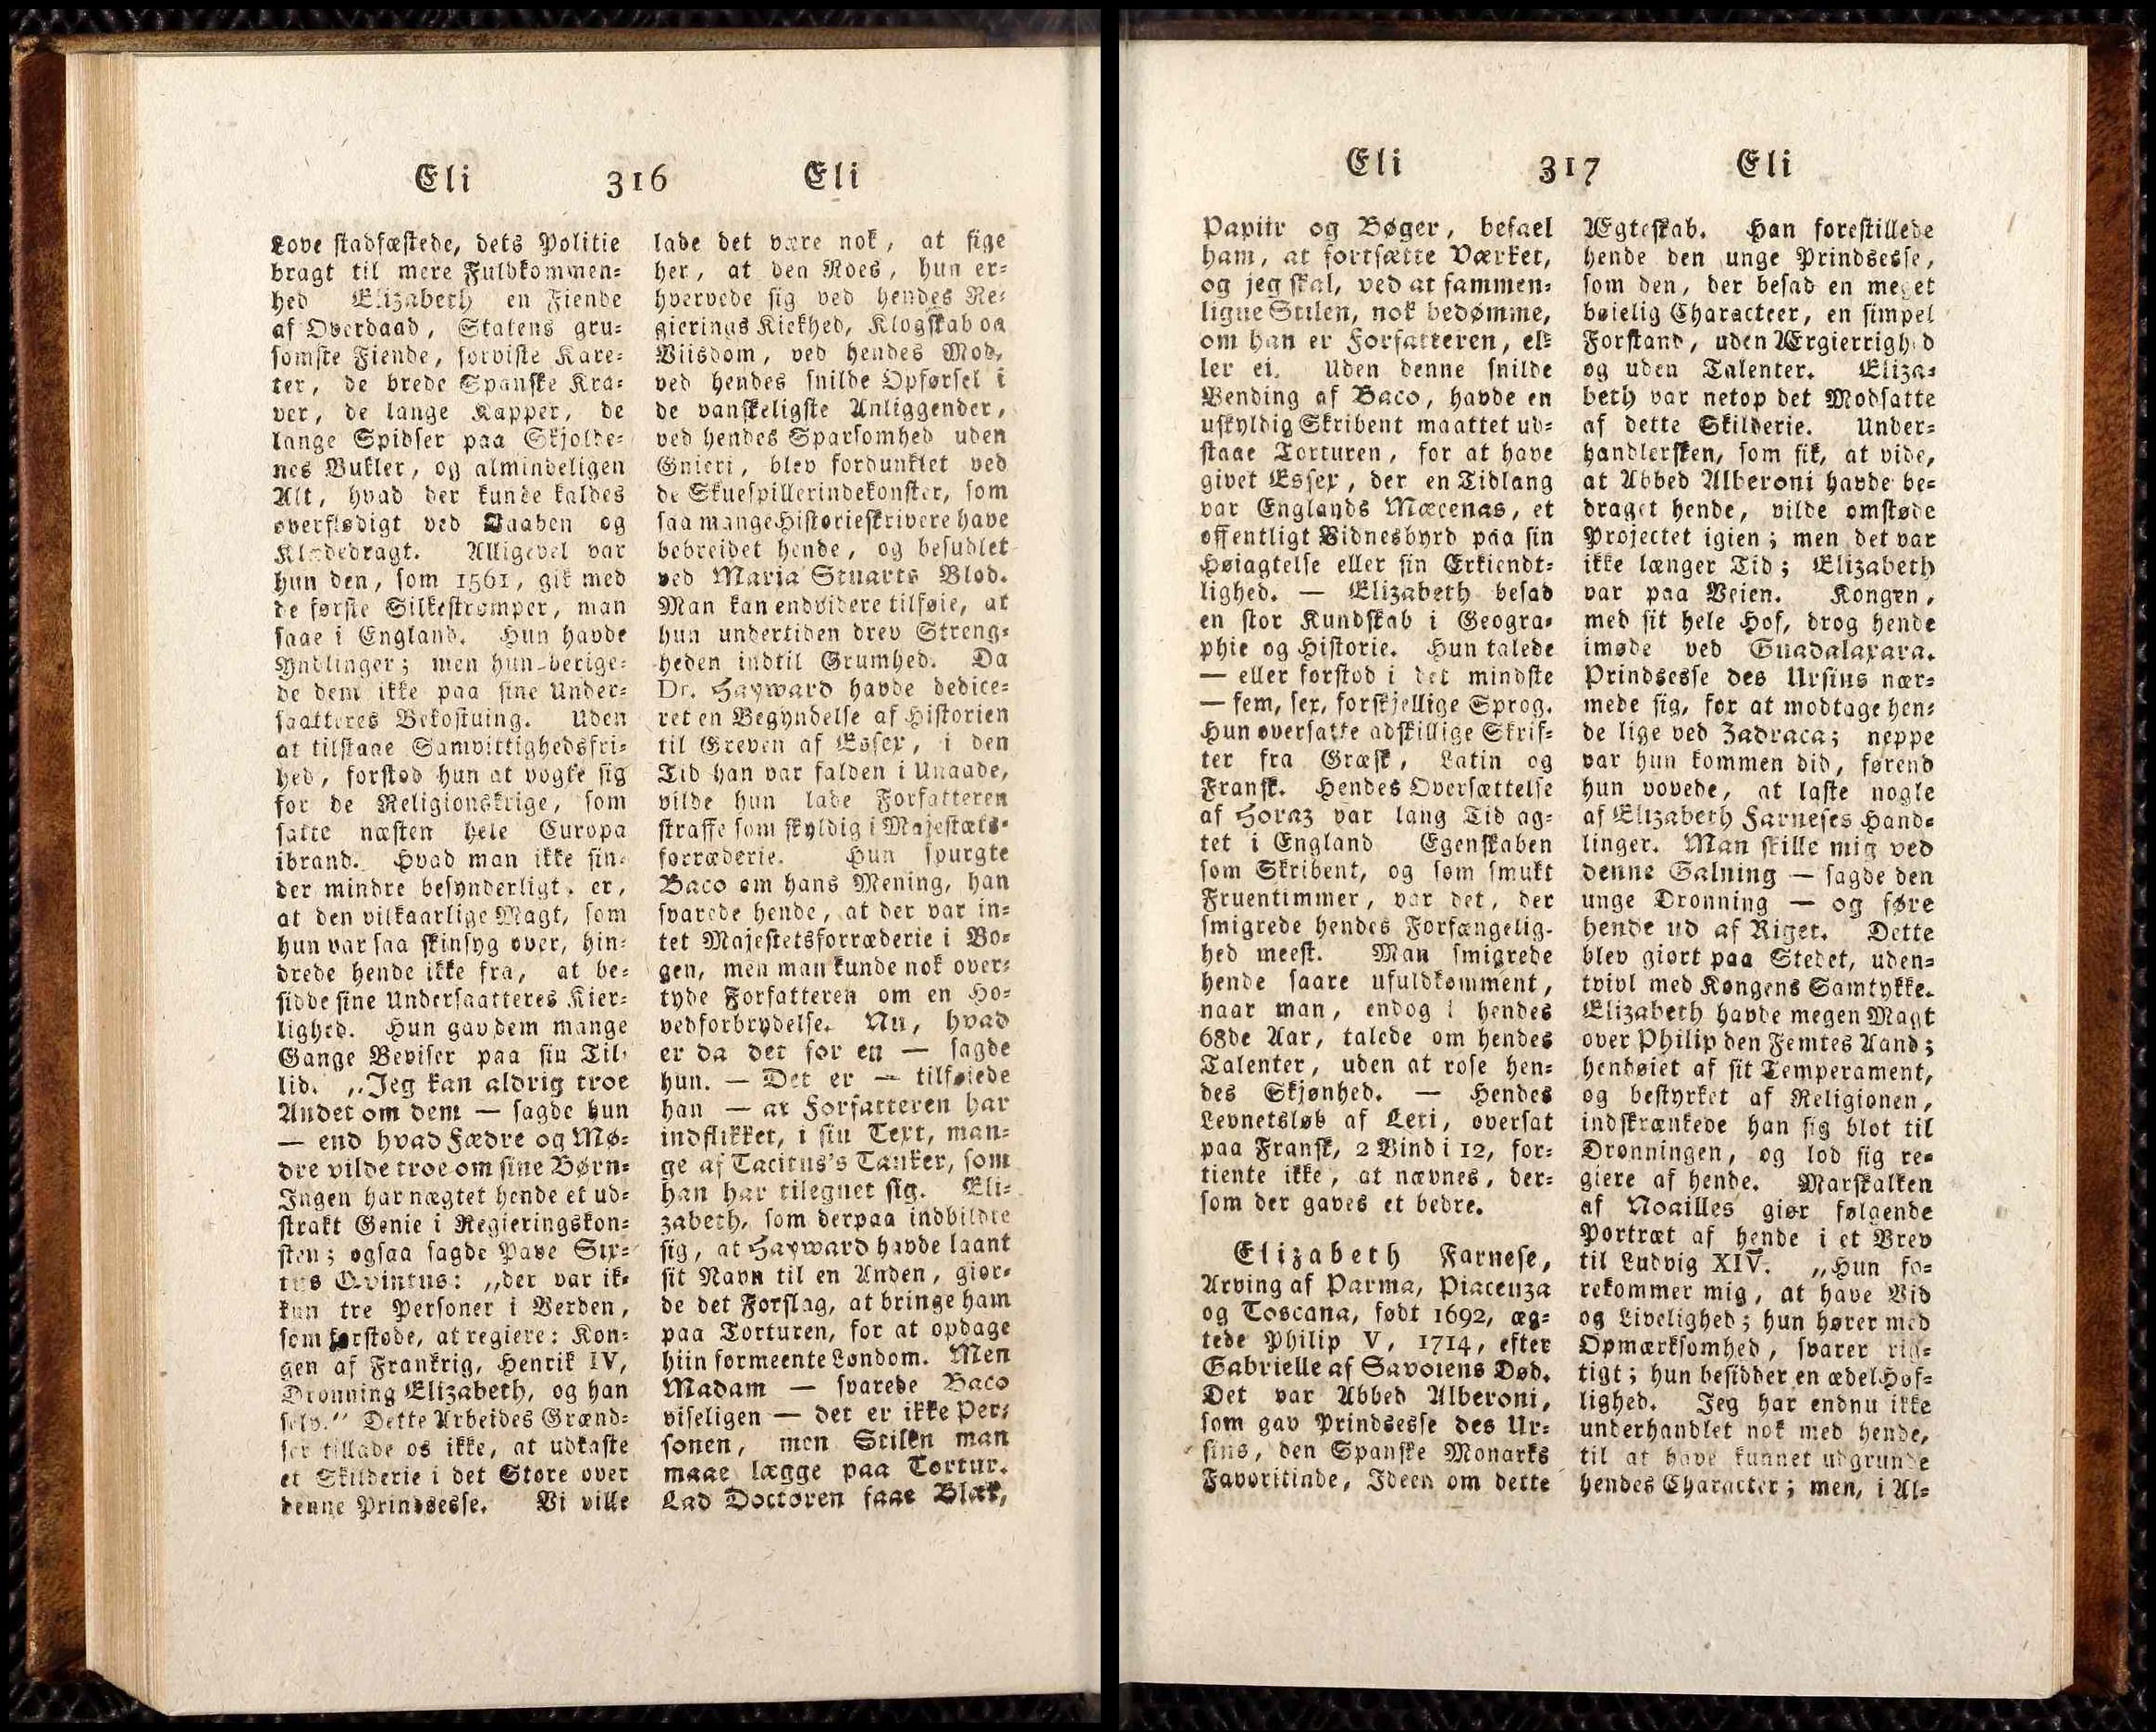 Eli 316 Eli
Love stadfæstede, dets Politie
bragt til mere Fuldkommen-
hed Elizabeth en Fiende
af Overdaad, Statens gru-
somste Fiende, forviste Kare-
ter, de brede Spanske Kra-
ver, de lange Kapper, de
lange Spidser paa Skjolde-
nes Bukler, og almindeligen
Alt, hvad der kunde kaldes
overflødigt ved Vaaben og
Klædedragt. Alligevel var
hun den, som 1561, gik med
de første Silkestrømper, man
saae i England. Hun havde
Yndlinger; men hun berige-
de dem ikke paa sine Under-
saatteres Bekostning. Uden
at tilstaae Samvittighedsfri-
hed, forstod hun at vogte sig
for de Religionskrige, som
satte næsten hele Europa
ibrand. Hvad man ikke fin-
der mindre besynderligt, er,
at den vilkaarlige Magt, som
hun var saa skinsyg over, hin-
drede hende ikke fra, at be-
sidde sine Undersaatteres Kier-
lighed. Hun gav dem mange
Gange Beviser paa sin Til-
lid. „Jeg kan aldrig troe
Andet om dem — sagde hun
— end hvad Fædre og Mø-
dre vilde troe om sine Børn-
Ingen har nægtet hende et ud-
strakt Genie i Regieringskon-
sten; ogsaa sagde Pave Six-
tus Qvintus: „der var ik-
kun tre Personer i Verden,
som forstode, at regiere: Kon-
gen af Frankrig, Henrik IV,
Dronning Elizabeth, og han
selv.“ Dette Arbeides Grænd-
ser tillade os ikke, at udkaste
et Skilderie i det Store over
denne Prindsesse. Vi ville
lade det være nok, at sige
her, at den Roes, hun er-
hvervede sig ved hendes Re-
gierings Kiekhed, Klogskab og
Viisdom, ved hendes Mod,
ved hendes snilde Opførsel i
de vanskeligste Anliggender,
ved hendes Sparsomhed uden
Gnieri, blev fordunklet ved
de Skuespillerindekonster, som
saa mange Historieskrivere have
bebreidet hende, og besudlet
ved Maria Stuarts Blod.
Man kan endvidere tilføie, at
hun undertiden drev Streng-
heden indtil Grumhed. Da
Dr. Hayward havde dedice-
ret en Begyndelse af Historien
til Greven af Essex, i den
Tid han var falden i Unaade,
vilde hun lade Forfatteren
straffe som skyldig i Majestæts-
forræderie. Hun spurgte
Baco om hans Mening, han
svarede hende, at der var in-
tet Majestetsforræderie i Bo-
gen, men man kunde nok over-
tyde Forfatteren om en Ho-
vedforbrydelse. Nu, hvad
er da det for en — sagde
hun. — Det er — tilføiede
han — at Forfatteren har
indflikket, i sin Text, man-
ge af Tacitus's Tanker, som
han har tilegnet sig. Eli-
zabeth, som derpaa indbildte
sig, at Hayward havde laant
sit Navn til en Anden, gior-
de det Forslag, at bringe ham
paa Torturen, for at opdage
hiin formeente Løndom. Men
Madam — svarede Baco
viseligen — det er ikke Per-
sonen, men Stilen man
maae lægge paa Tortur.
Lad Doctoren faae Blæk,
Eli 317 Eli
Papiir og Bøger, befael
ham, at fortsætte Værket,
og jeg skal, ved at sammen-
ligne Stilen, nok bedømme,
om han er Forfatteren, el-
ler ei. Uden denne snilde
Vending af Baco, havde en
uskyldig Skribent maattet ud-
staae Torturen, for at have
givet Essex, der en Tidlang
var Englands Mæcenas, et
offentligt Vidnesbyrd paa sin
Høiagtelse eller sin Erkiendt-
lighed. — Elizabeth besad
en stor Kundskab i Geogra-
phie og Historie. Hun talede
— eller forstod i det mindste
— fem, sex, forskjellige Sprog.
Hun oversatte adskillige Skrif-
ter fra Græsk, Latin og
Fransk. Hendes Oversættelse
af Horaz var lang Tid ag-
tet i England Egenskaben
som Skribent, og som smukt
Fruentimmer, var det, der
smigrede hendes Forfængelig-
hed meest. Man smigrede
hende saare ufuldkomment,
naar man, endog i hendes
68de Aar, talede om hendes
Talenter, uden at rose hen-
des Skjønhed. — Hendes
Levnetsløb af Leti, oversat
paa Fransk, 2 Bind i 12, for-
tiente ikke, at nævnes, der-
som der gaves et bedre.
Elizabeth Farnese,
Arving af Parma, Piacenza
og Toscana, født 1692, æg-
tede Philip V, 1714, efter
Gabrielle af Savoiens Død.
Det var Abbed Alberoni,
som gav Prindsesse des Ur-
sins, den Spanske Monarks
Favoritinde, Ideen om dette
Ægteskab. Han forestillede
hende den unge Prindsesse,
som den, der besad en meget
bøielig Characteer, en simpel
Forstand, uden Ærgierrighed
og uden Talenter. Eliza-
beth var netop det Modsatte
af dette Skilderie. Under-
handlersken, som fik, at vide,
at Abbed Alberoni havde be-
draget hende, vilde omstøde
Projectet igien; men det var
ikke længer Tid; Elizabeth
var paa Veien. Kongen,
med sit hele Hof, drog hende
imøde ved Guadalaxara.
Prindsesse des Ursins nær-
mede sig, for at modtage hen-
de lige ved Zadraca; neppe
var hun kommen did, førend
hun vovede, at laste nogle
af Elizabeth Farneses Hand-
linger. Man skille mig ved
denne Galning — sagde den
unge Dronning — og føre
hende ud af Riget. Dette
blev giort paa Stedet, uden-
tvivl med Kongens Samtykke.
Elizabeth havde megen Magt
over Philip den Femtes Aand;
hendøiet af sit Temperament,
og bestyrket af Religionen,
indskrænkede han sig blot til
Dronningen, og lod sig re-
giere af hende. Marskalken
af Noailles giør følgende
Portræt af hende i et Brev
til Ludvig XIV. „Hun fo-
rekommer mig, at have Vid
og Livelighed; hun hører med
Opmærksomhed, svarer rig-
tigt; hun besidder en ædel Høf-
lighed. Jeg har endnu ikke
underhandlet nok med hende,
til at have kunnet udgrunde
hendes Character; men, i Al-